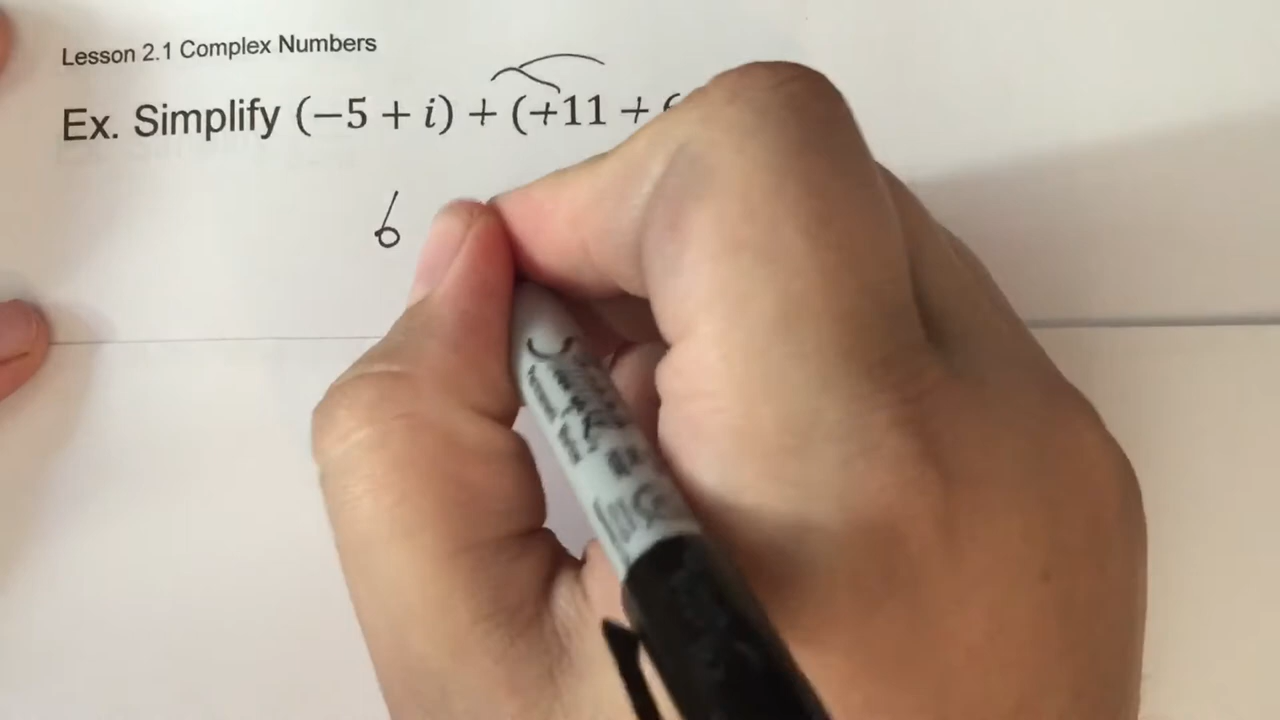 Lesson 2.1 Complex Numbers
Ex. Simplify (−5 + i) + (+11 +
6